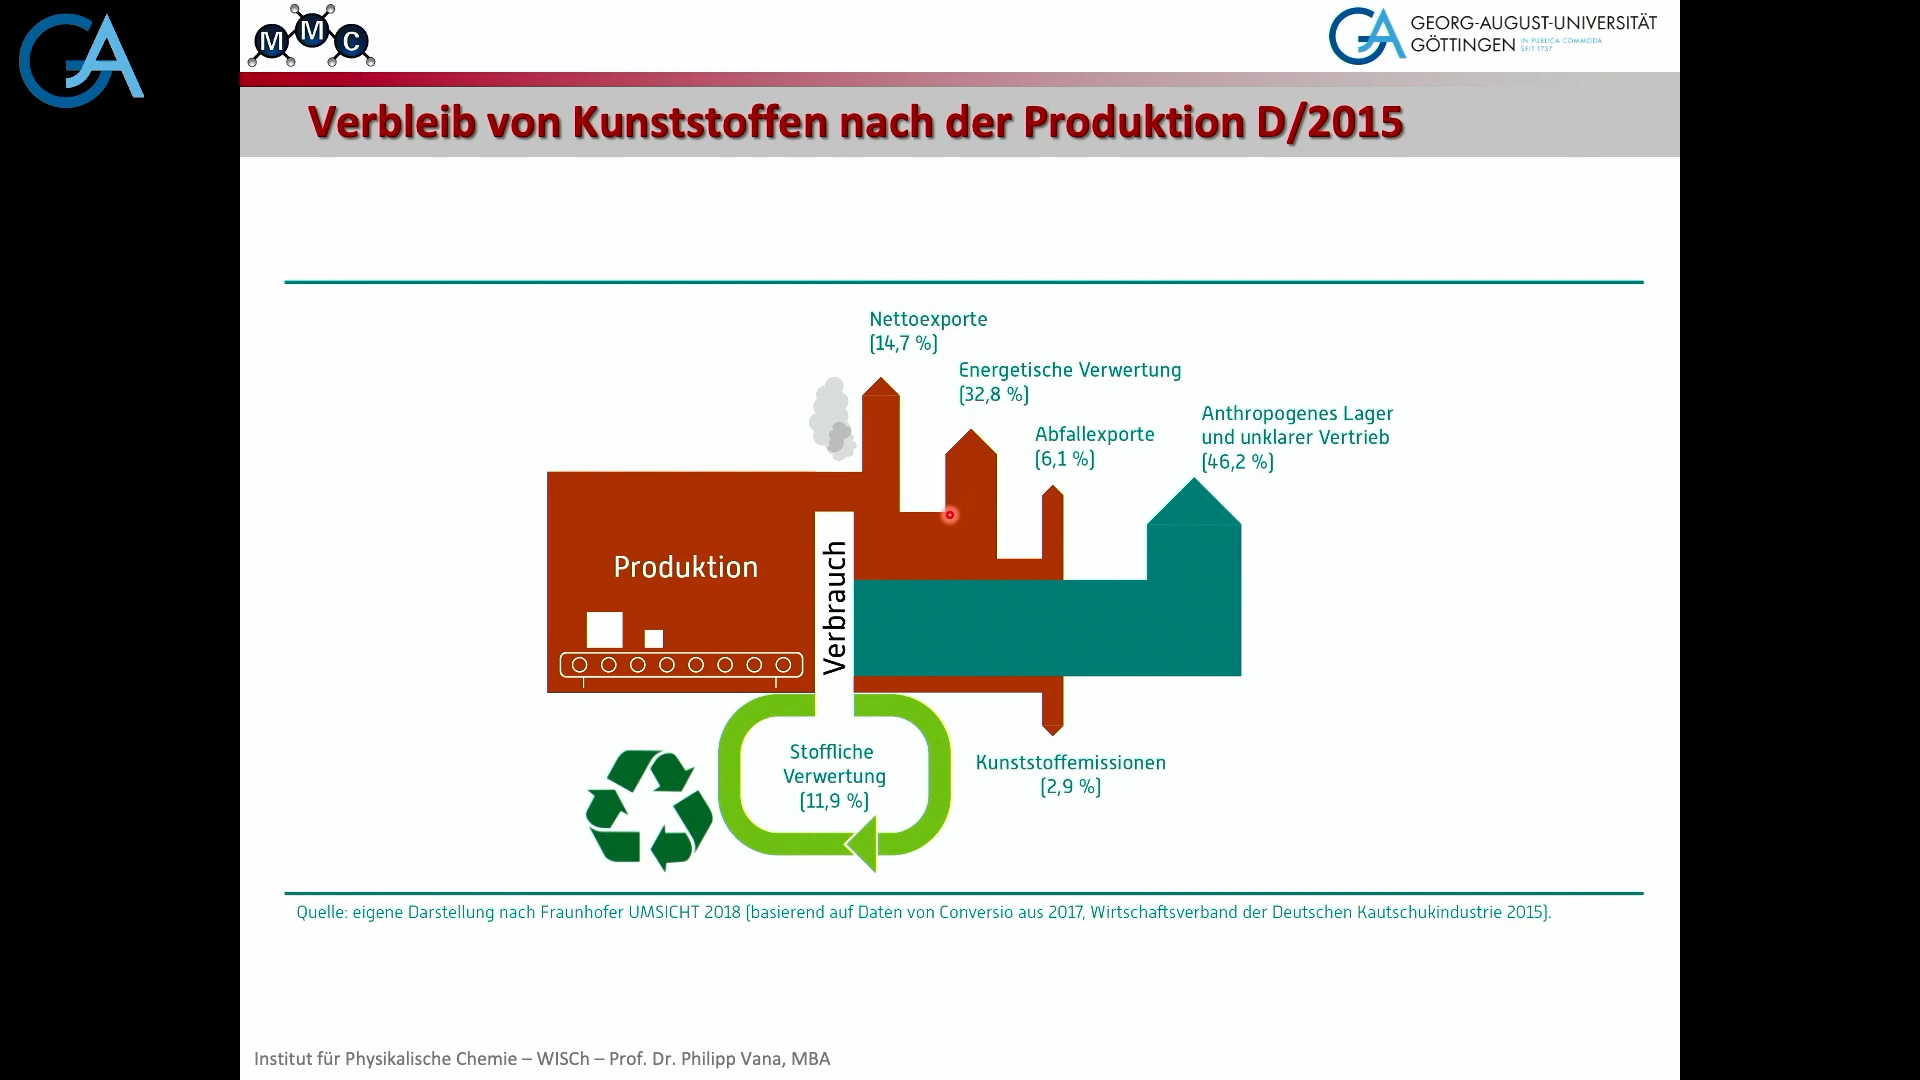 GA
MMC
GA
GEORG-AUGUST-UNIVERSITÄT
GÖTTINGEN
IN PUBLICA COMMODA
SEIT 1737
Verbleib von Kunststoffen nach der Produktion D/2015
Nettoexporte
(14,7 %)
Energetische Verwertung
(32,8 %)
Abfallexporte
(6,1 %)
Anthropogenes Lager
und unklarer Vertrieb
(46,2 %)
Produktion
Verbrauch
Stoffliche
Verwertung
(11,9 %)
Kunststoffemissionen
(2,9 %)
Quelle: eigene Darstellung nach Fraunhofer UMSICHT 2018 (basierend auf Daten von Conversio aus 2017, Wirtschaftsverband der Deutschen Kautschukindustrie 2015).
Institut für Physikalische Chemie – WISCh – Prof. Dr. Philipp Vana, MBA